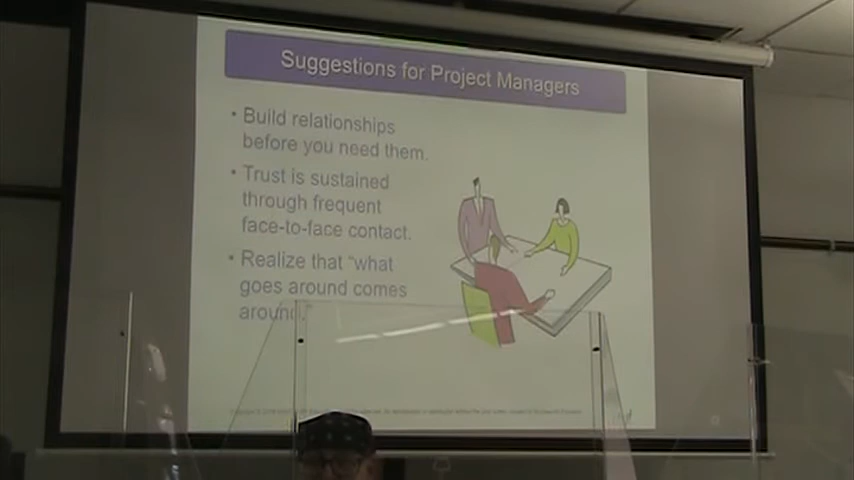 Suggestions for Project Managers
• Build relationships
before you need them.
• Trust is sustained
through frequent
face-to-face contact.
• Realize that “what
goes around comes
around.”